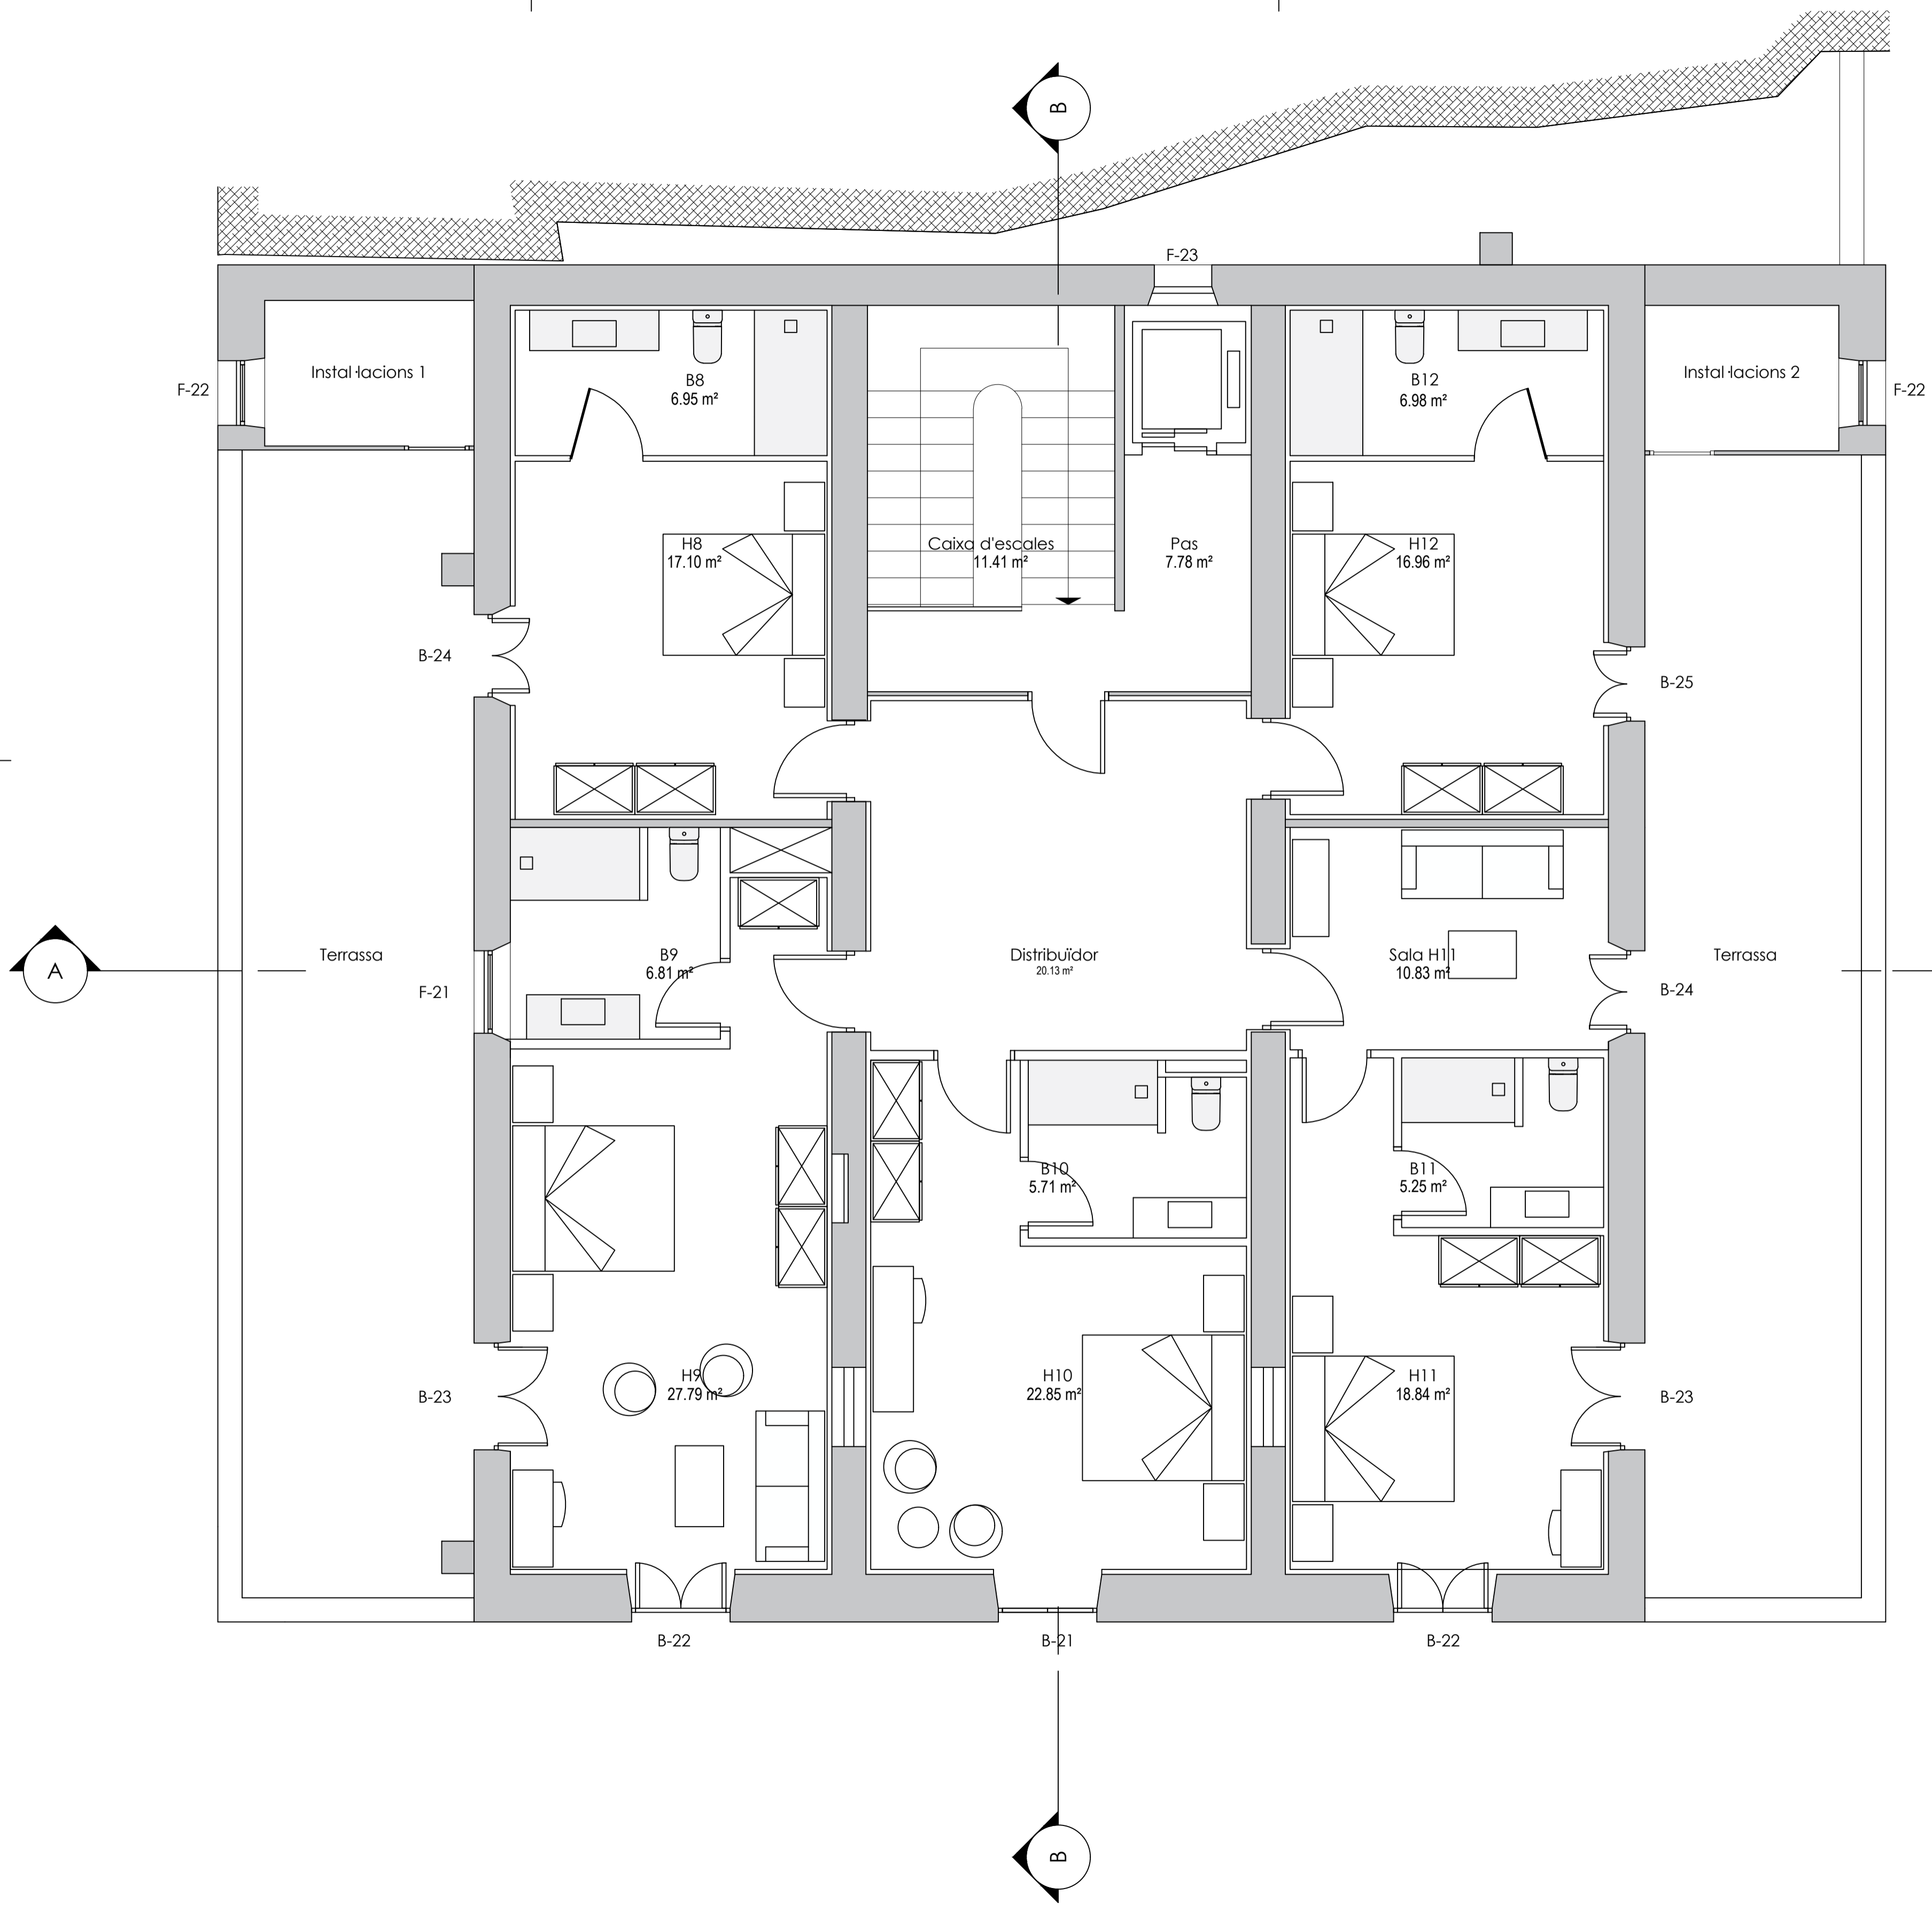 B
F-23
Instal·lacions 1
B8
6.95 m²
B12
6.98 m²
Instal·lacions 2
F-22
F-22
H8
17.10 m²
Caixa d'escales
11.41 m²
Pas
7.78 m²
H12
16.96 m²
B-24
B-25
A
Terrassa
B9
6.81 m²
Distribuïdor
20.13 m²
Sala H11
10.83 m²
Terrassa
F-21
B-24
B10
5.71 m²
B11
5.25 m²
H9
27.79 m²
H10
22.85 m²
H11
18.84 m²
B-23
B-23
B-22
B-21
B-22
B